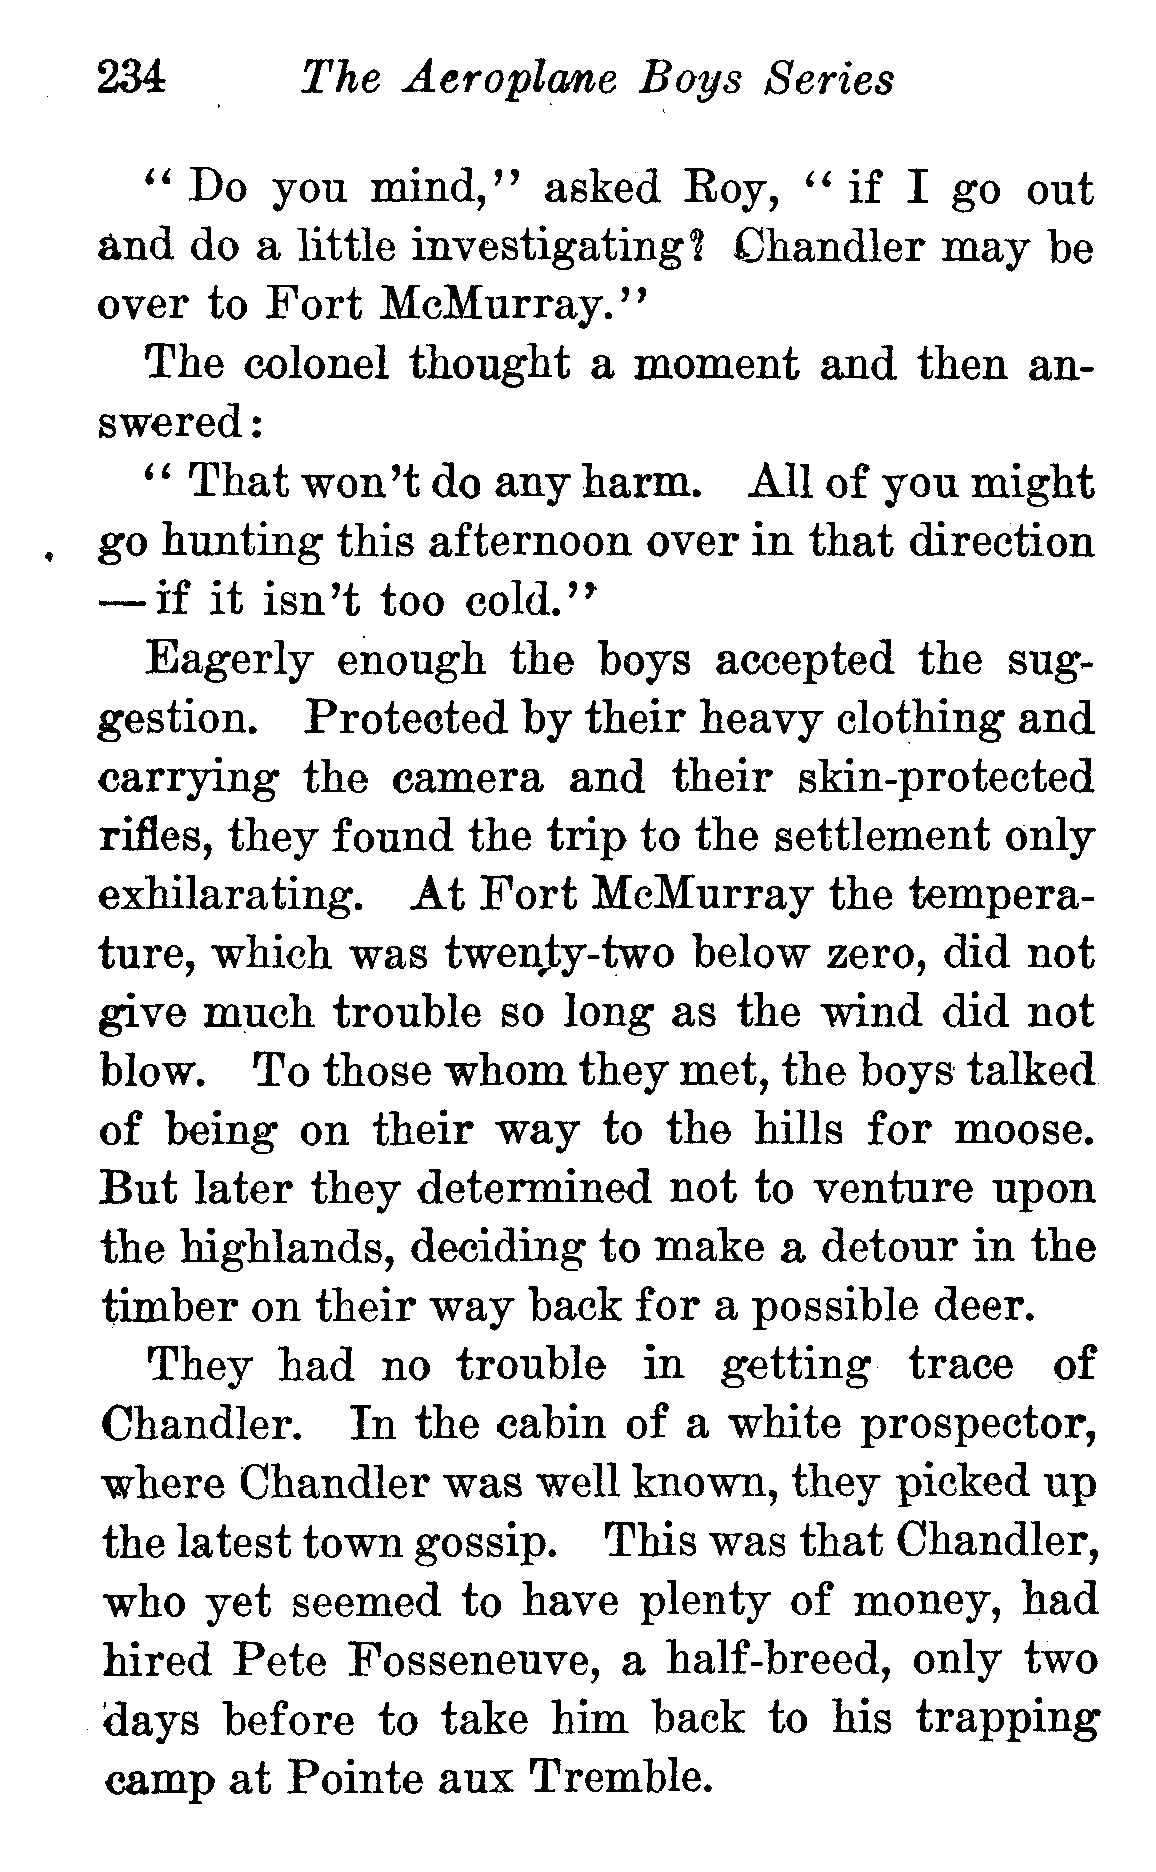 234 The Aeroplane Boys Series
“ Do you mind,” asked Roy, “ if I go out
and do a little investigating? Chandler may be
over to Fort McMurray.”
The colonel thought a moment and then an-
swered:
“ That won’t do any harm. All of you might
go hunting this afternoon over in that direction
— if it isn’t too cold.”
Eagerly enough the boys accepted the sug-
gestion. Protected by their heavy clothing and
carrying the camera and their skin-protected
rifles, they found the trip to the settlement only
exhilarating. At Fort McMurray the tempera-
ture, which was twenty-two below zero, did not
give much trouble so long as the wind did not
blow. To those whom they met, the boys talked
of being on their way to the hills for moose.
But later they determined not to venture upon
the highlands, deciding to make a detour in the
timber on their way back for a possible deer.
They had no trouble in getting trace of
Chandler. In the cabin of a white prospector,
where Chandler was well known, they picked up
the latest town gossip. This was that Chandler,
who yet seemed to have plenty of money, had
hired Pete Fosseneuve, a half-breed, only two
days before to take him back to his trapping
camp at Pointe aux Tremble.